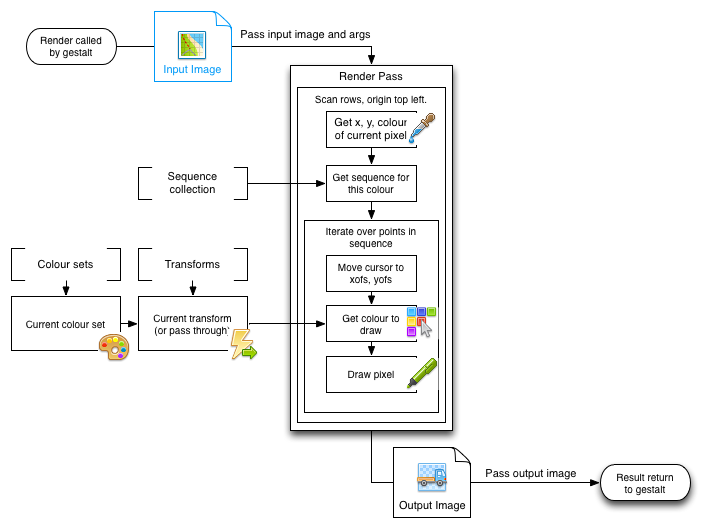 Render called
by gestalt
Input Image
Pass input image and args
Render Pass
Scan rows, origin top left.
Get x, y, colour
of current pixel
Sequence
collection
Get sequence for
this colour
Iterate over points in
sequence
Move cursor to
xofs, yofs
Colour sets
Transforms
Current colour set
Current transform
(or pass through)
Get colour to
draw
Draw pixel
Output Image
Pass output image
Result return
to gestalt